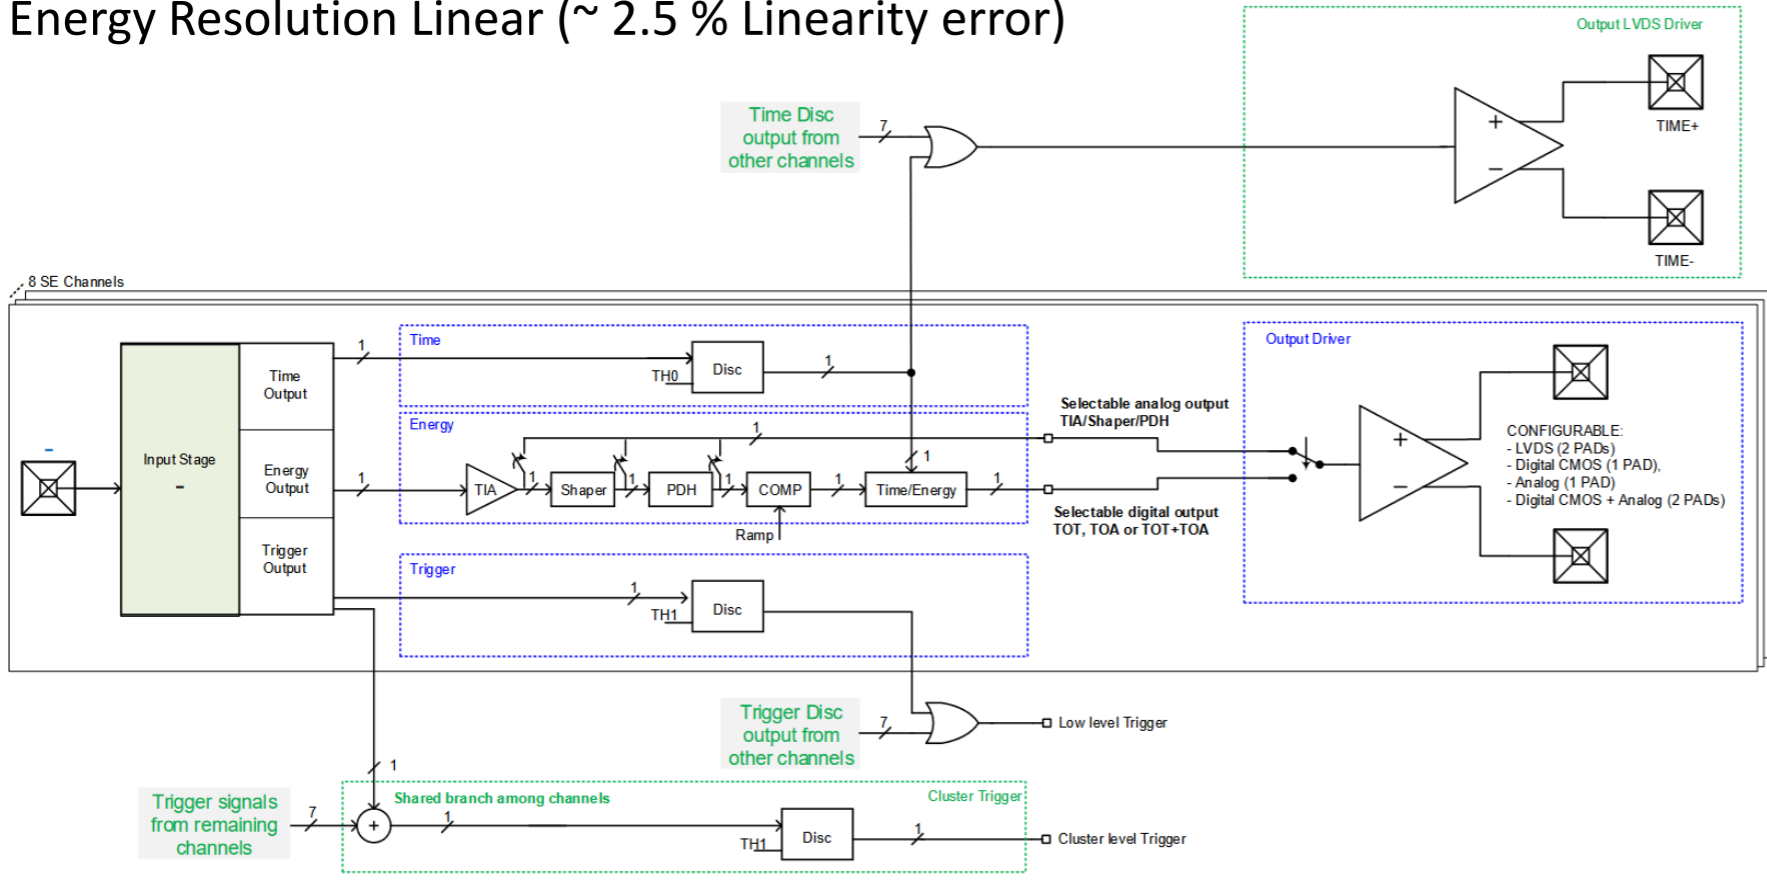 Energy Resolution Linear (~ 2.5 % Linearity error)
Output LVDS Driver
Time Disc
output from
other channels
7
+
−
TIME+
TIME-
8 SE Channels
Input Stage
-
-
Time
Output
Energy
Output
Trigger
Output
1
Time
TH0
Disc
1
Energy
1
TIA
1
Shaper
1
PDH
1
COMP
1
Time/Energy
1
1
1
Ramp
Selectable analog output
TIA/Shaper/PDH
Selectable digital output
TOT, TOA or TOT+TOA
Output Driver
+
−
CONFIGURABLE:
- LVDS (2 PADs)
- Digital CMOS (1 PAD),
- Analog (1 PAD)
- Digital CMOS + Analog (2 PADs)
Trigger
1
TH1
Disc
Trigger Disc
output from
other channels
7
Low level Trigger
1
Trigger signals
from remaining
channels
7
+
Shared branch among channels
Cluster Trigger
1
TH1
Disc
1
Cluster level Trigger